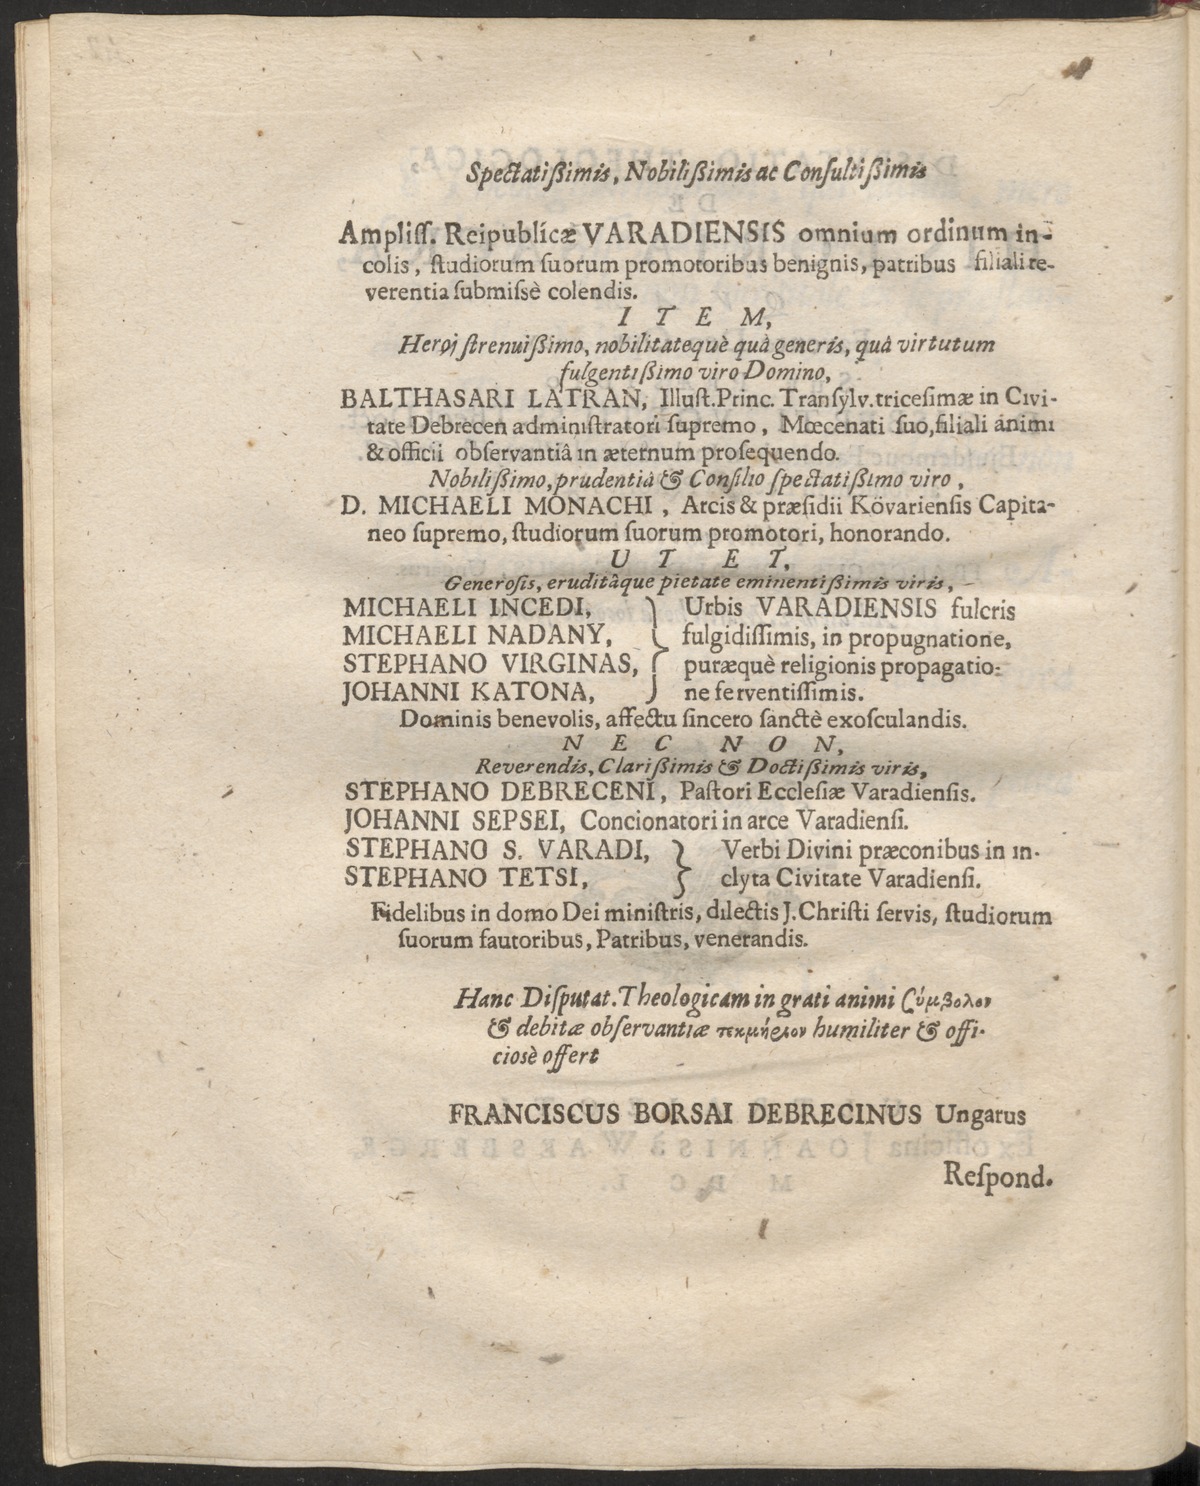 Spectatißimis, Nobilißimis ac Conſultißimis
Ampliſſ. Reipublicæ VARADIENSIS omnium ordinum in-
colis, ſtudiorum ſuorum promotoribus benignis, patribus filiali re-
verentia ſubmiſsè colendis.
I T E M,
Heroj ſtrenuißimo, nobilitatequè quà generis, quà virtutum
fulgentißimo viro Domino,
BALTHASARI LATRAN, Illuſt. Princ. Tranſylv. triceſimæ in Civi-
tate Debrecen adminiſtratori ſupremo, Mœcenati ſuo, filiali animi
& officii obſervantiâ in æternum proſequendo.
Nobilißimo, prudentiâ & Conſilio ſpectatißimo viro,
D. MICHAELI MONACHI, Arcis & præſidii Kövarienſis Capita-
neo ſupremo, ſtudiorum ſuorum promotori, honorando.
U T E T,
Generoſis, eruditâque pietate eminentißimis viris,
MICHAELI INCEDI, } Urbis VARADIENSIS fulcris
MICHAELI NADANY, fulgidiſſimis, in propugnatione,
STEPHANO VIRGINAS, puræquè religionis propagatio-
JOHANNI KATONA, ne ferventiſſimis.
Dominis benevolis, affectu ſincero ſanctè exoſculandis.
N E C N O N,
Reverendis, Clarißimis & Doctißimis viris,
STEPHANO DEBRECENI, Paſtori Eccleſiæ Varadienſis.
JOHANNI SEPSEI, Concionatori in arce Varadienſi.
STEPHANO S. VARADI, } Verbi Divini præconibus in in-
STEPHANO TETSI, clyta Civitate Varadienſi.
Fidelibus in domo Dei miniſtris, dilectis J. Chriſti ſervis, ſtudiorum
ſuorum fautoribus, Patribus, venerandis.
Hanc Diſputat. Theologicam in grati animi ζύμβολον
& debitæ obſervantiæ τεκμήριον humiliter & offi-
ciosè offert
FRANCISCUS BORSAI DEBRECINUS Ungarus
Reſpond.